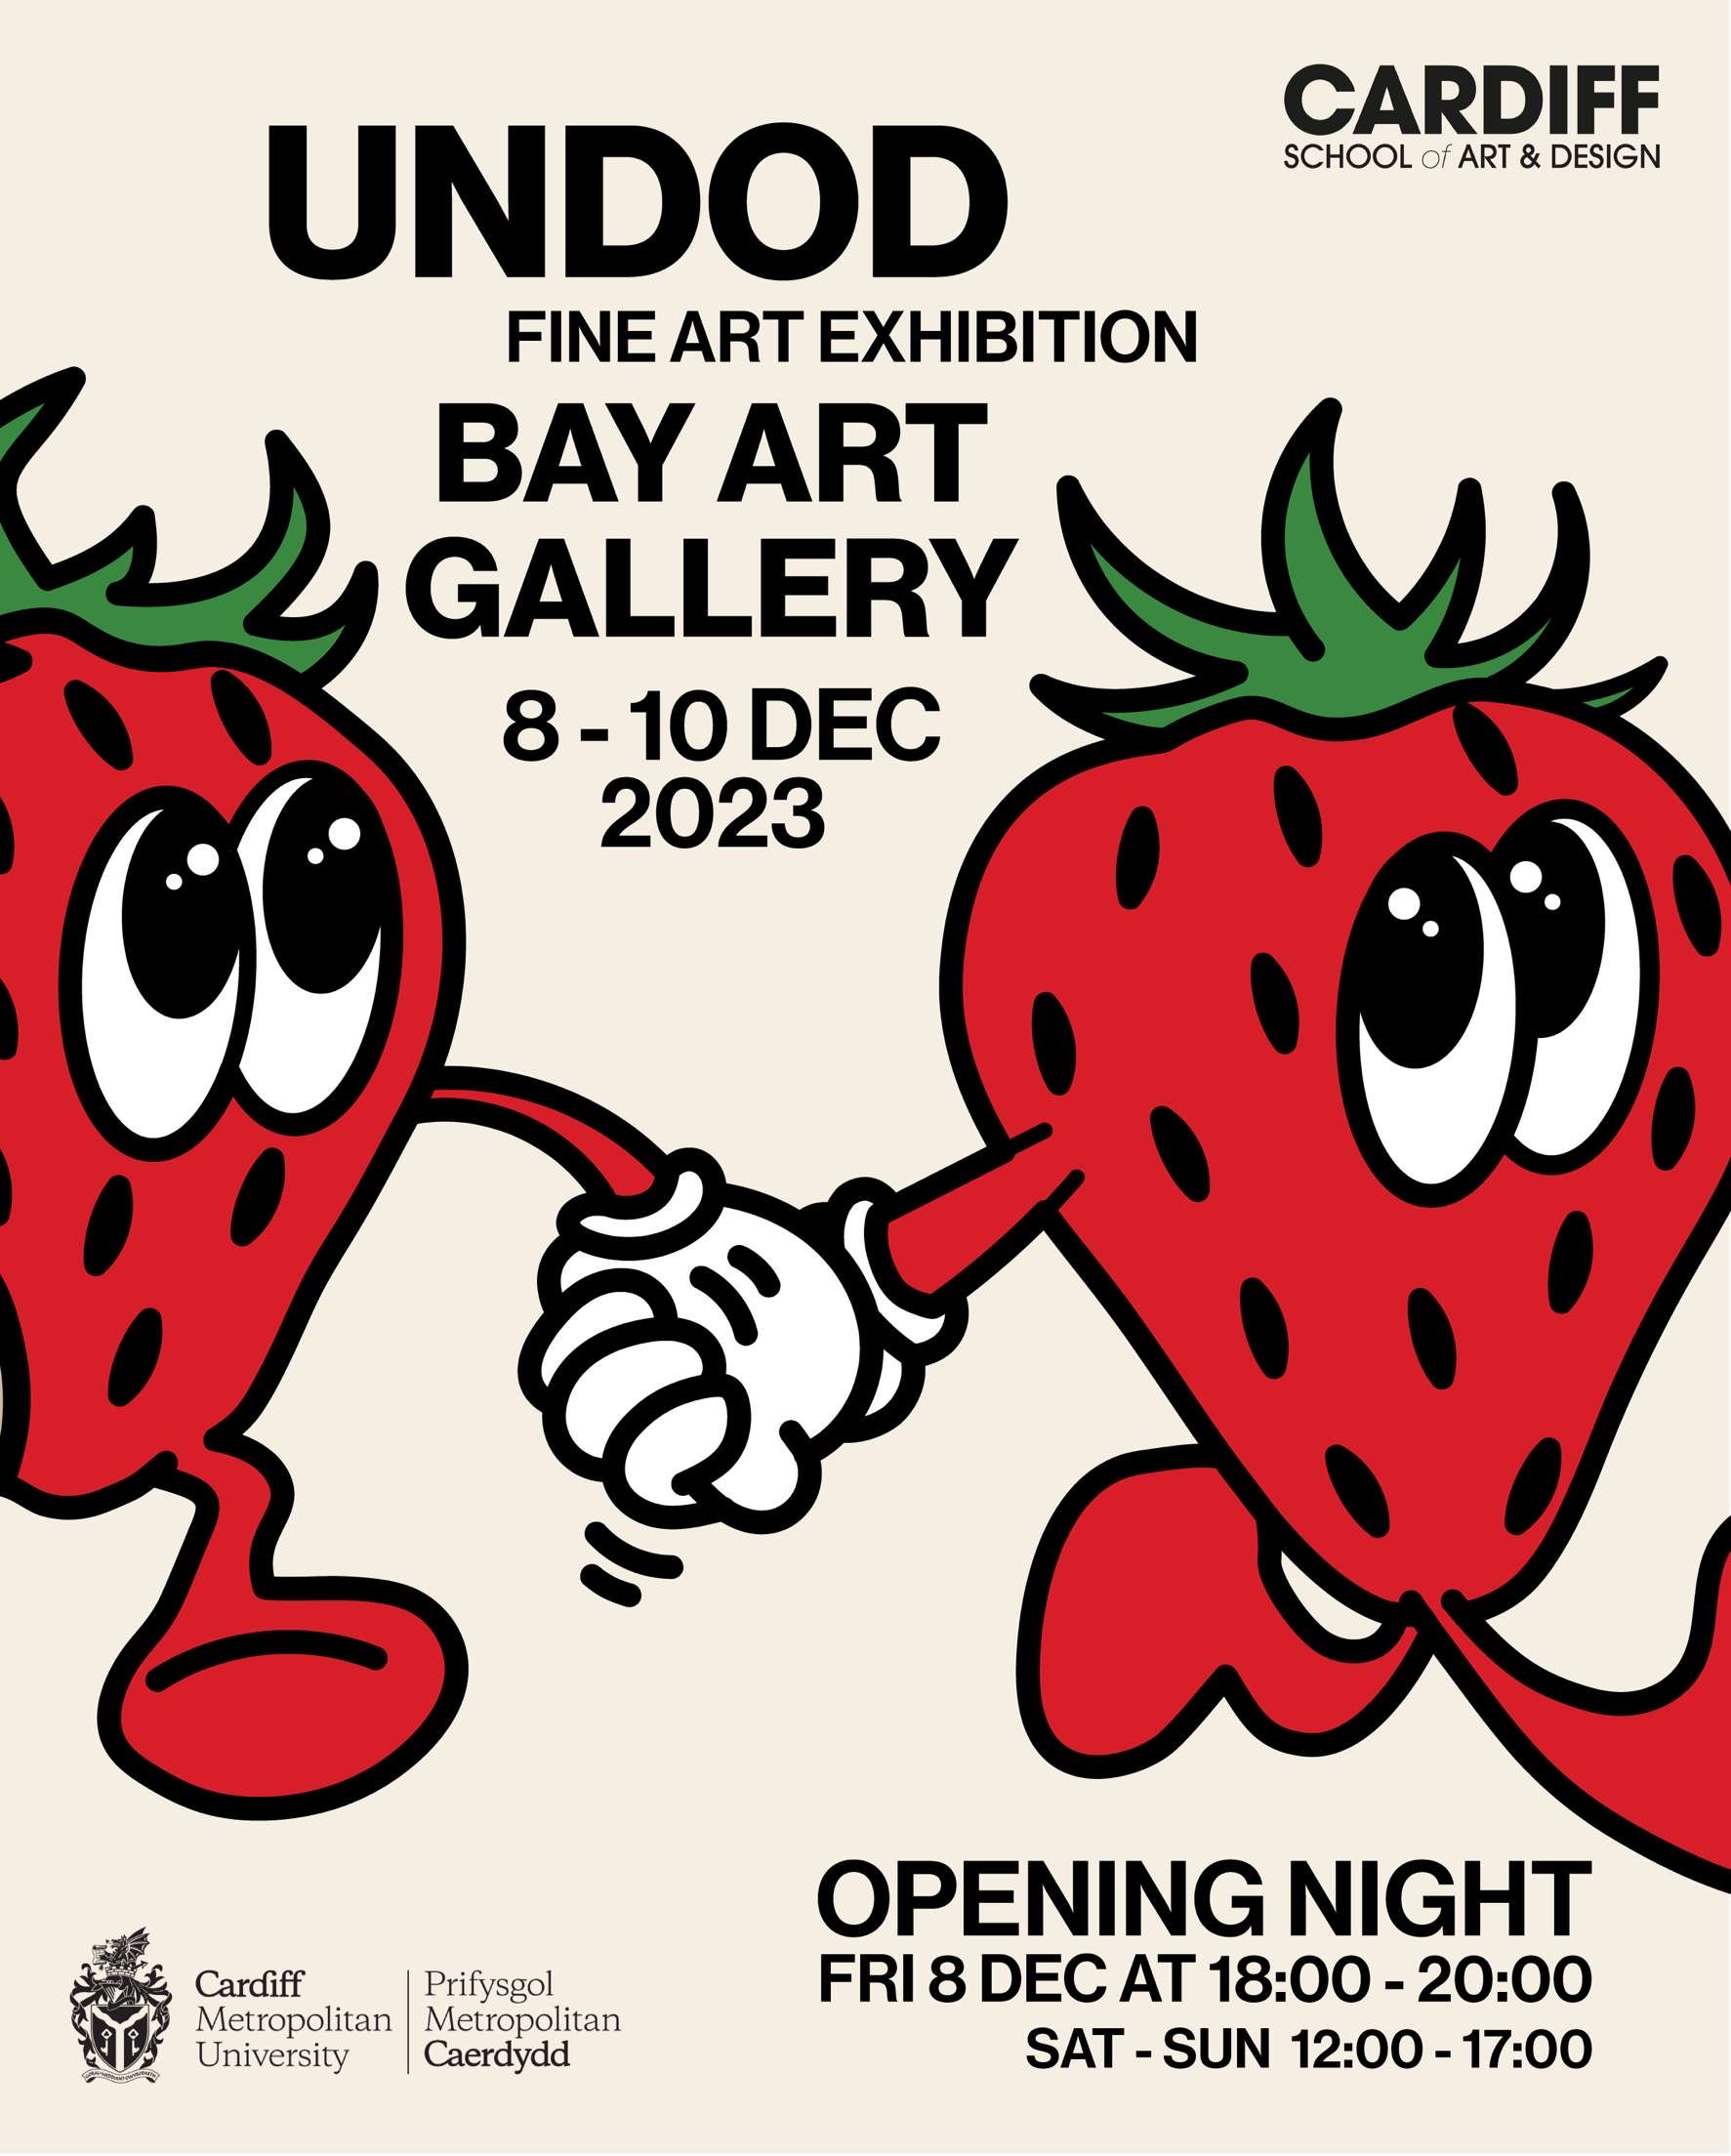 CARDIFF
SCHOOL of ART & DESIGN
UNDOD
FINE ART EXHIBITION
BAY ART
GALLERY
8 - 10 DEC
2023
OPENING NIGHT
FRI 8 DEC AT 18:00 - 20:00
SAT - SUN 12:00 - 17:00
Cardiff
Metropolitan
University
Prifysgol
Metropolitan
Caerdydd